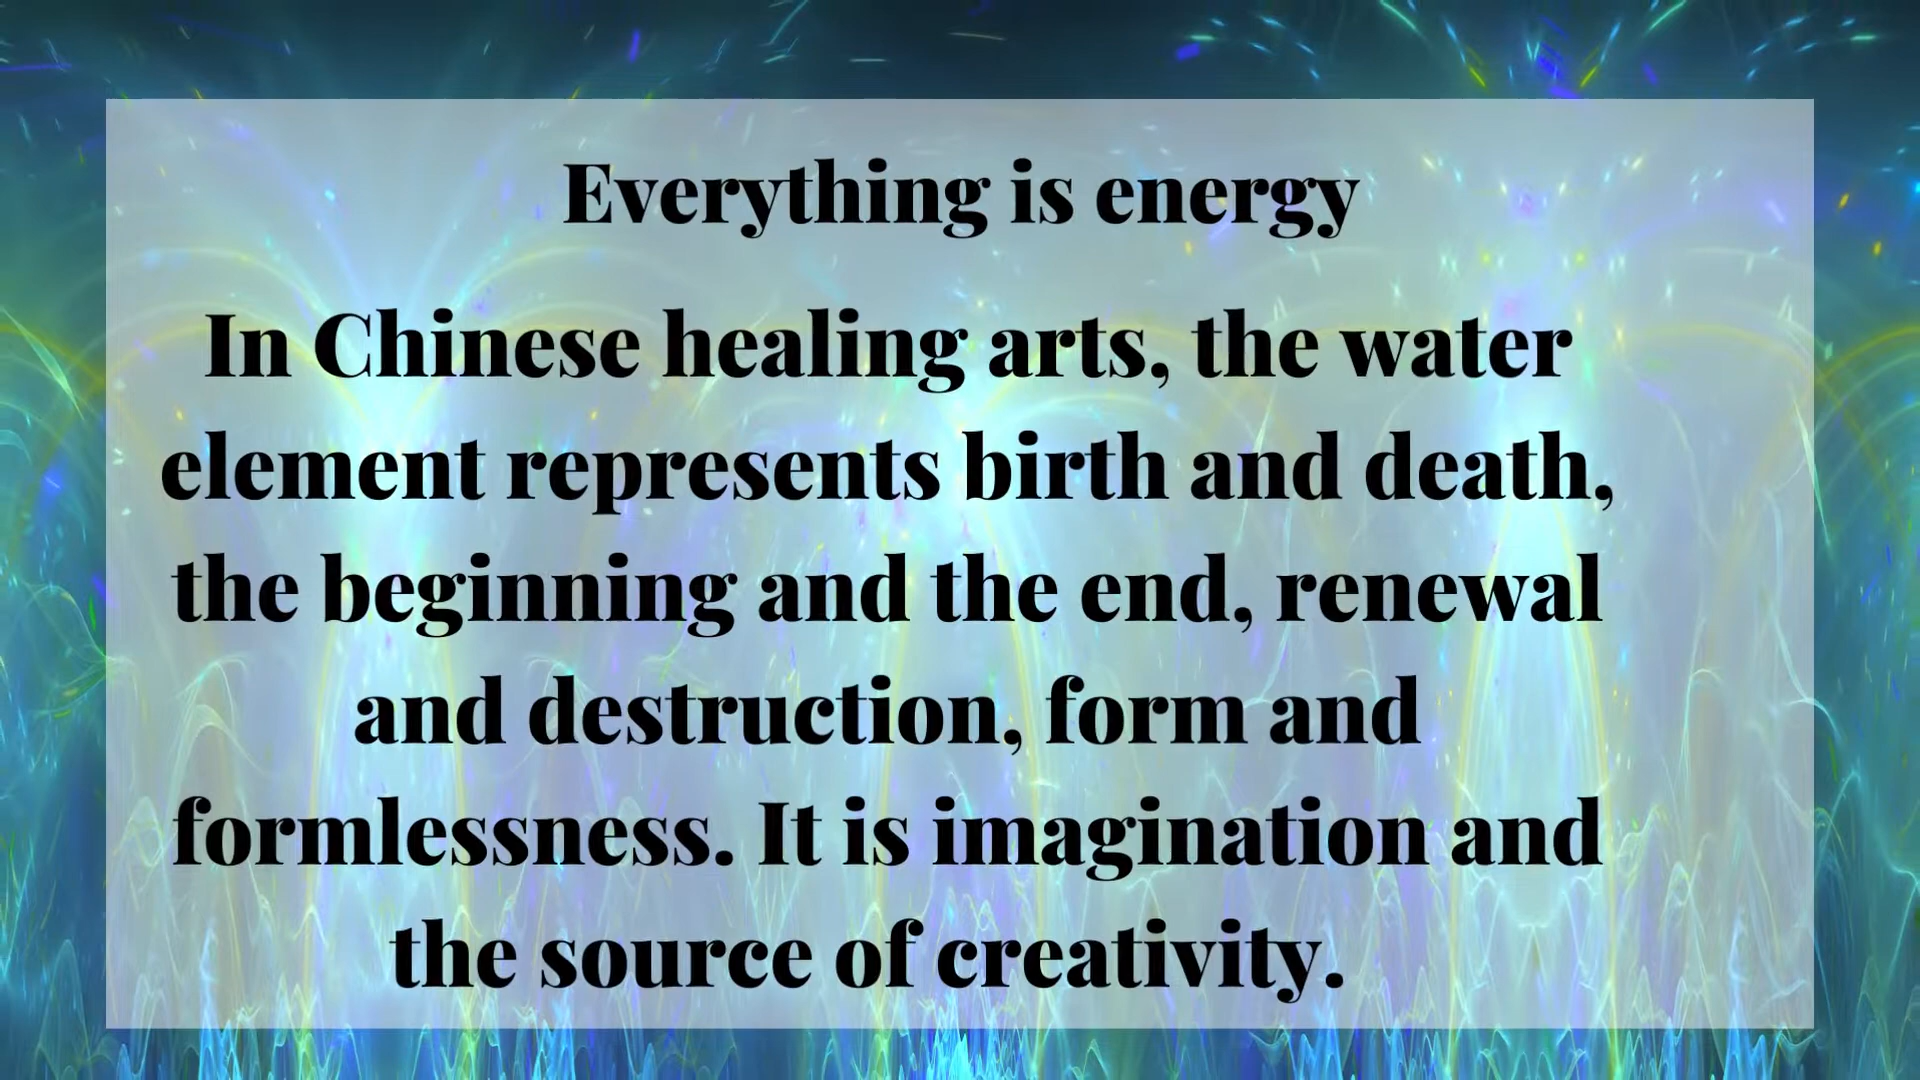 Everything is energy
In Chinese healing arts, the water
element represents birth and death,
the beginning and the end, renewal
and destruction, form and
formlessness. It is imagination and
the source of creativity.